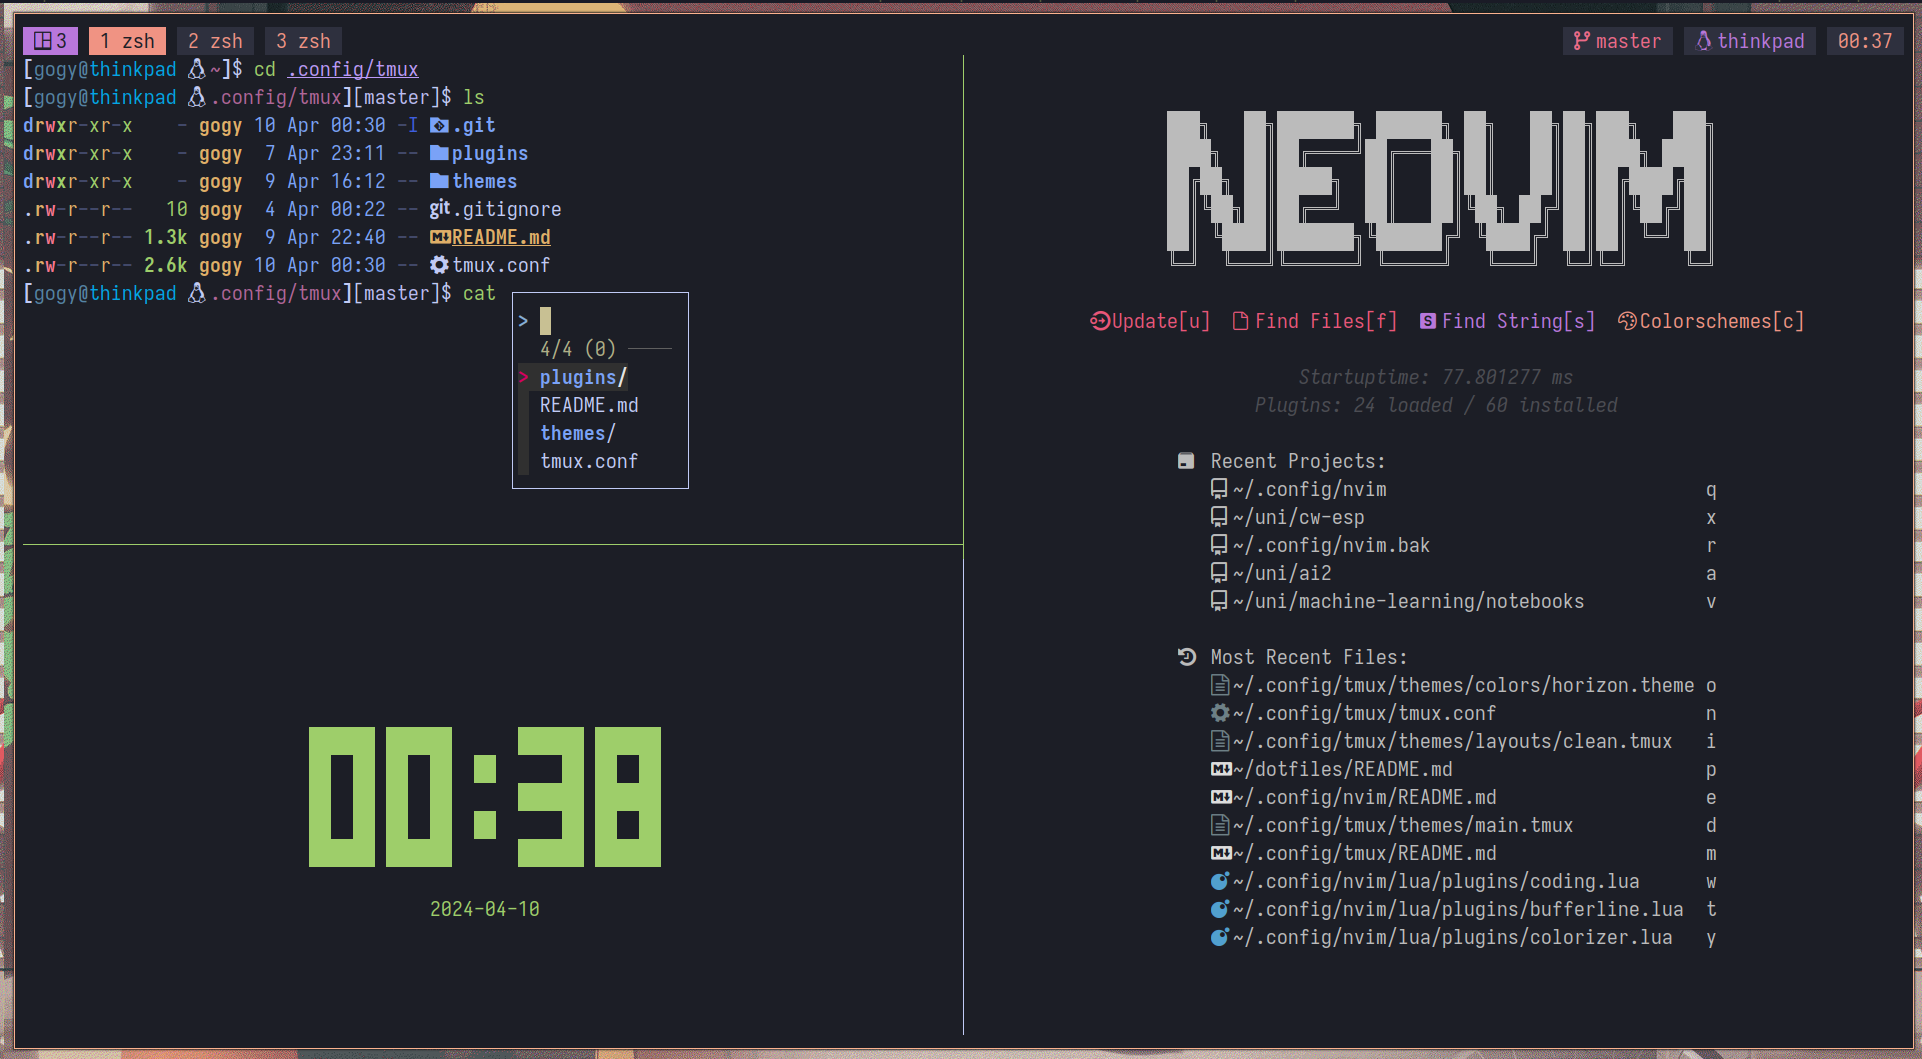 3 1 zsh 2 zsh 3 zsh master thinkpad 00:37
[gogy@thinkpad ~]$ cd .config/tmux
[gogy@thinkpad .config/tmux][master]$ ls
drwxr-xr-x - gogy 10 Apr 00:30 -I .git
drwxr-xr-x - gogy 7 Apr 23:11 -- plugins
drwxr-xr-x - gogy 9 Apr 16:12 -- themes
.rw-r--r-- 10 gogy 4 Apr 00:22 -- git .gitignore
.rw-r--r-- 1.3k gogy 9 Apr 22:40 -- M README.md
.rw-r--r-- 2.6k gogy 10 Apr 00:30 -- tmux.conf
[gogy@thinkpad .config/tmux][master]$ cat
>
4/4 (0)
> plugins/
README.md
themes/
tmux.conf
00:38
2024-04-10
NEOVIM
Update[u] Find Files[f] S Find String[s] Colorschemes[c]
Startuptime: 77.801277 ms
Plugins: 24 loaded / 60 installed
Recent Projects:
~/.config/nvim q
~/uni/cw-esp x
~/.config/nvim.bak r
~/uni/ai2 a
~/uni/machine-learning/notebooks v
Most Recent Files:
~/.config/tmux/themes/colors/horizon.theme o
~/.config/tmux/tmux.conf n
~/.config/tmux/themes/layouts/clean.tmux i
M ~/dotfiles/README.md p
M ~/.config/nvim/README.md e
~/.config/tmux/themes/main.tmux d
M ~/.config/tmux/README.md m
~/.config/nvim/lua/plugins/coding.lua w
~/.config/nvim/lua/plugins/bufferline.lua t
~/.config/nvim/lua/plugins/colorizer.lua y